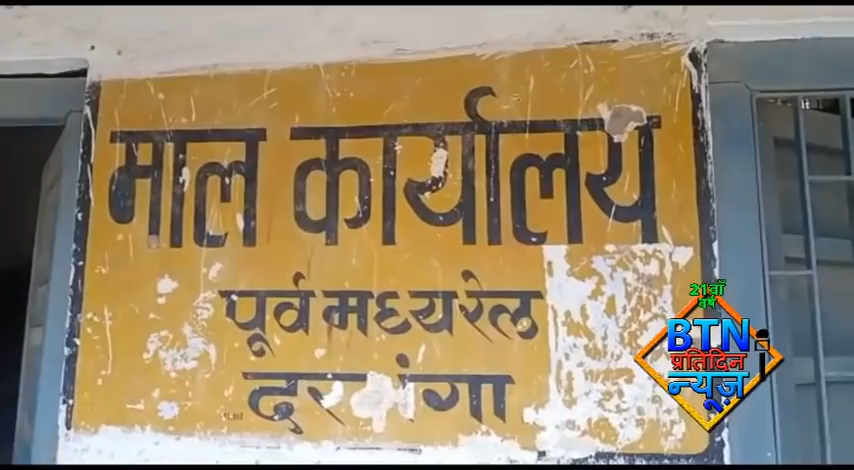 माल कार्यालय
पूर्व मध्य रेल
दरभंगा
21वाँ
वर्ष
BTN
प्रतिदिन
न्यूज़